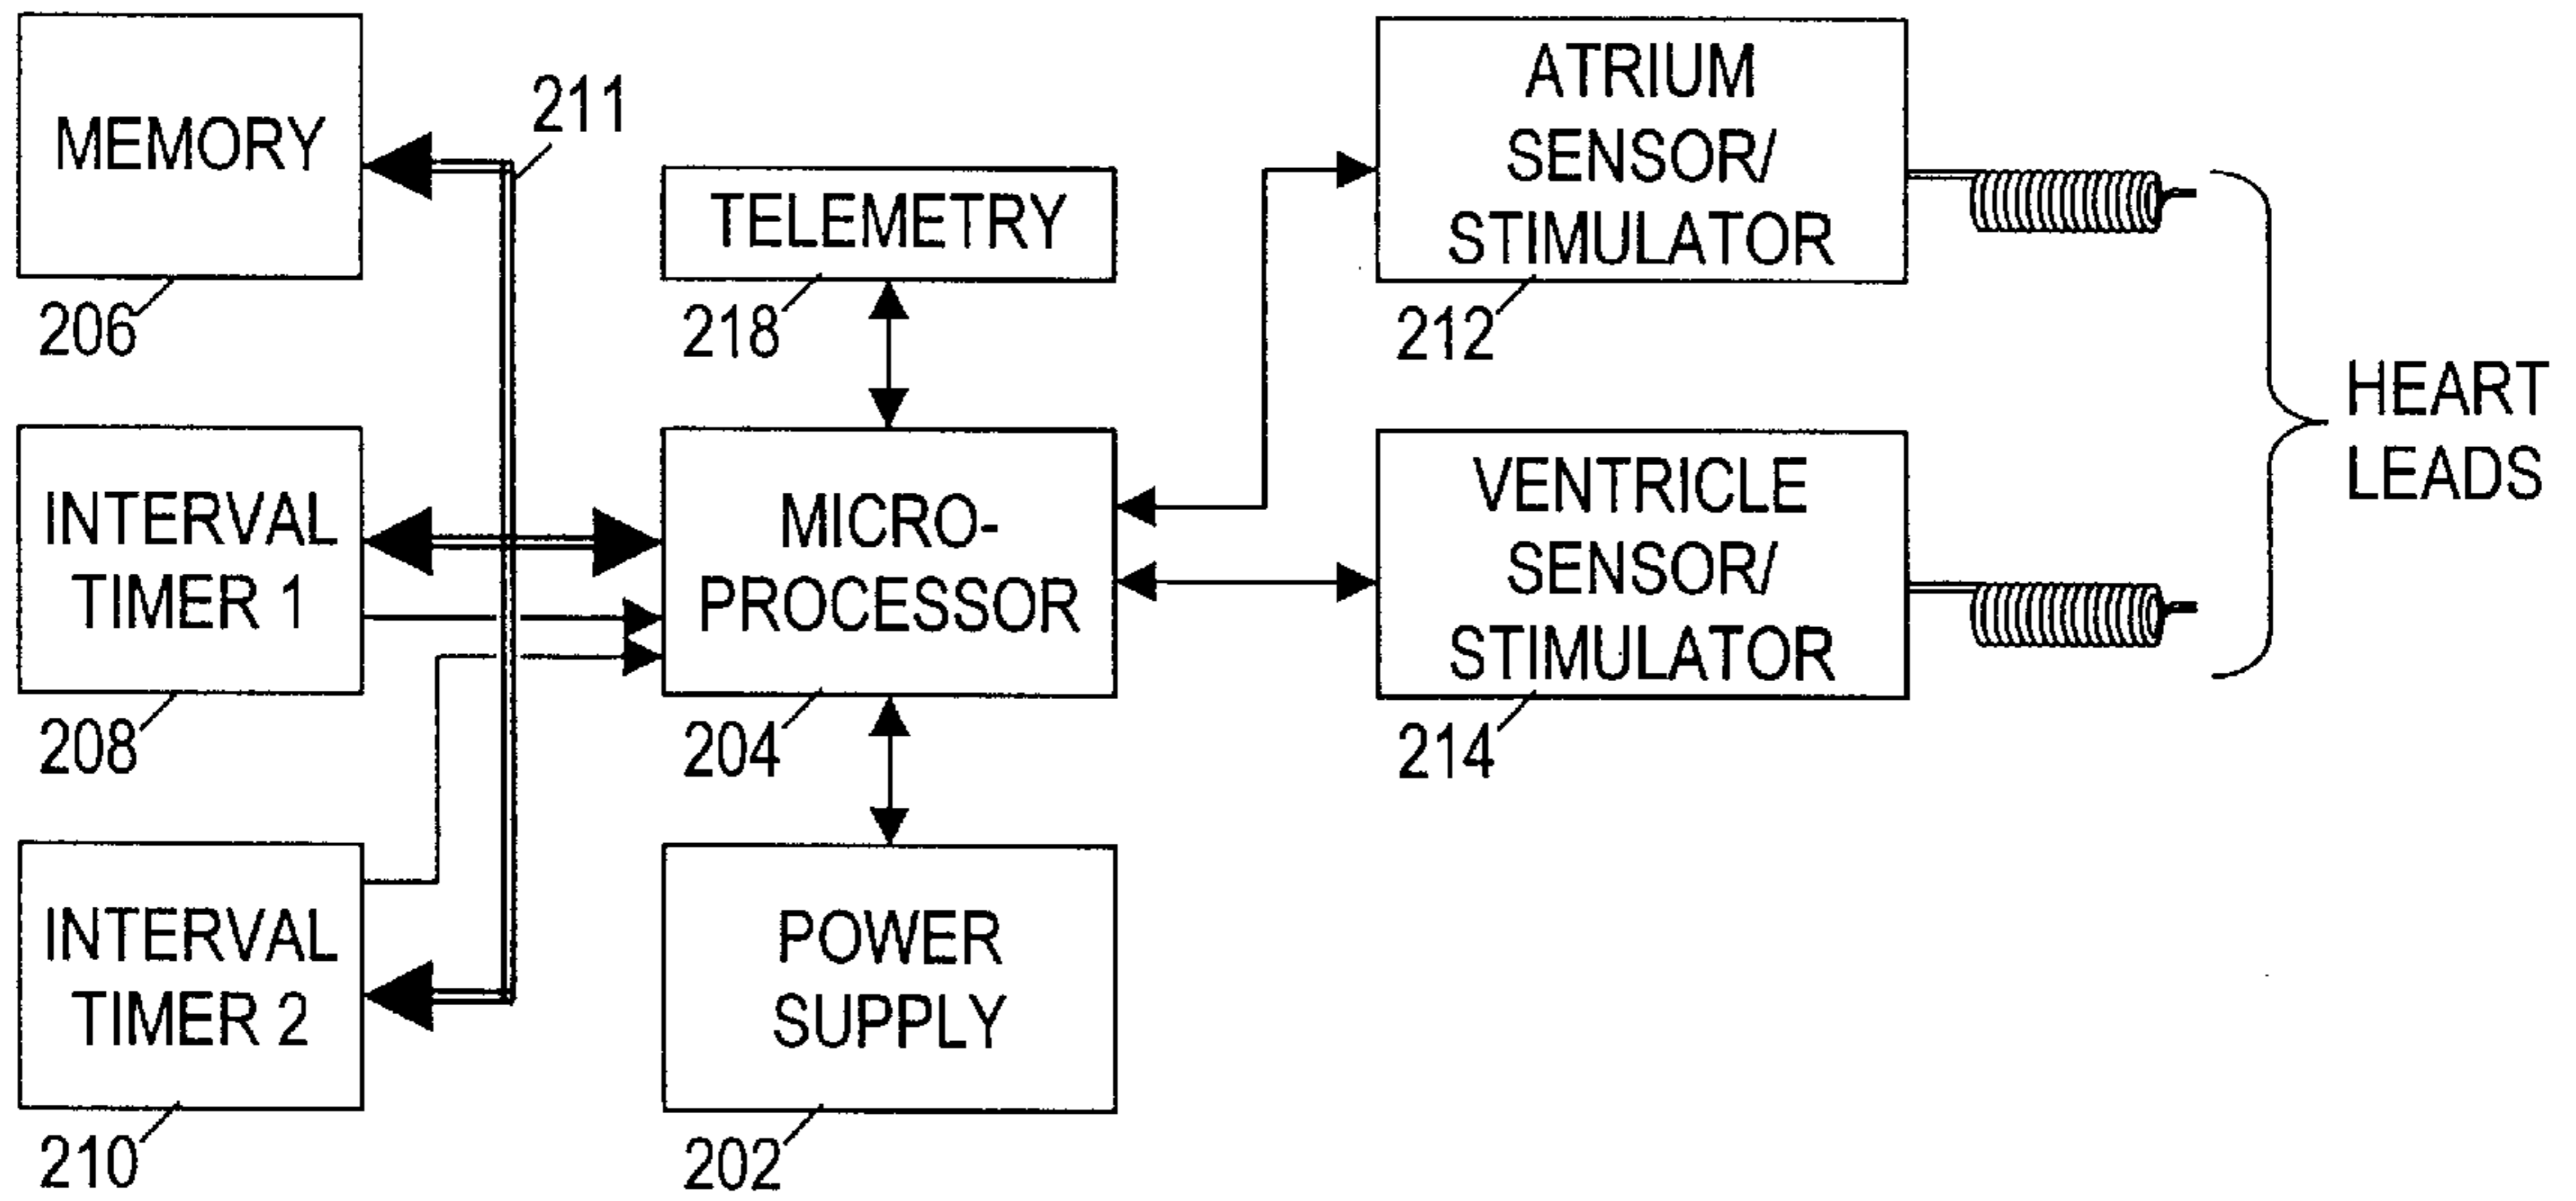 MEMORY
206
211
TELEMETRY
218
ATRIUM
SENSOR/
STIMULATOR
212
HEART
LEADS
INTERVAL
TIMER 1
208
MICRO-
PROCESSOR
204
VENTRICLE
SENSOR/
STIMULATOR
214
INTERVAL
TIMER 2
210
POWER
SUPPLY
202